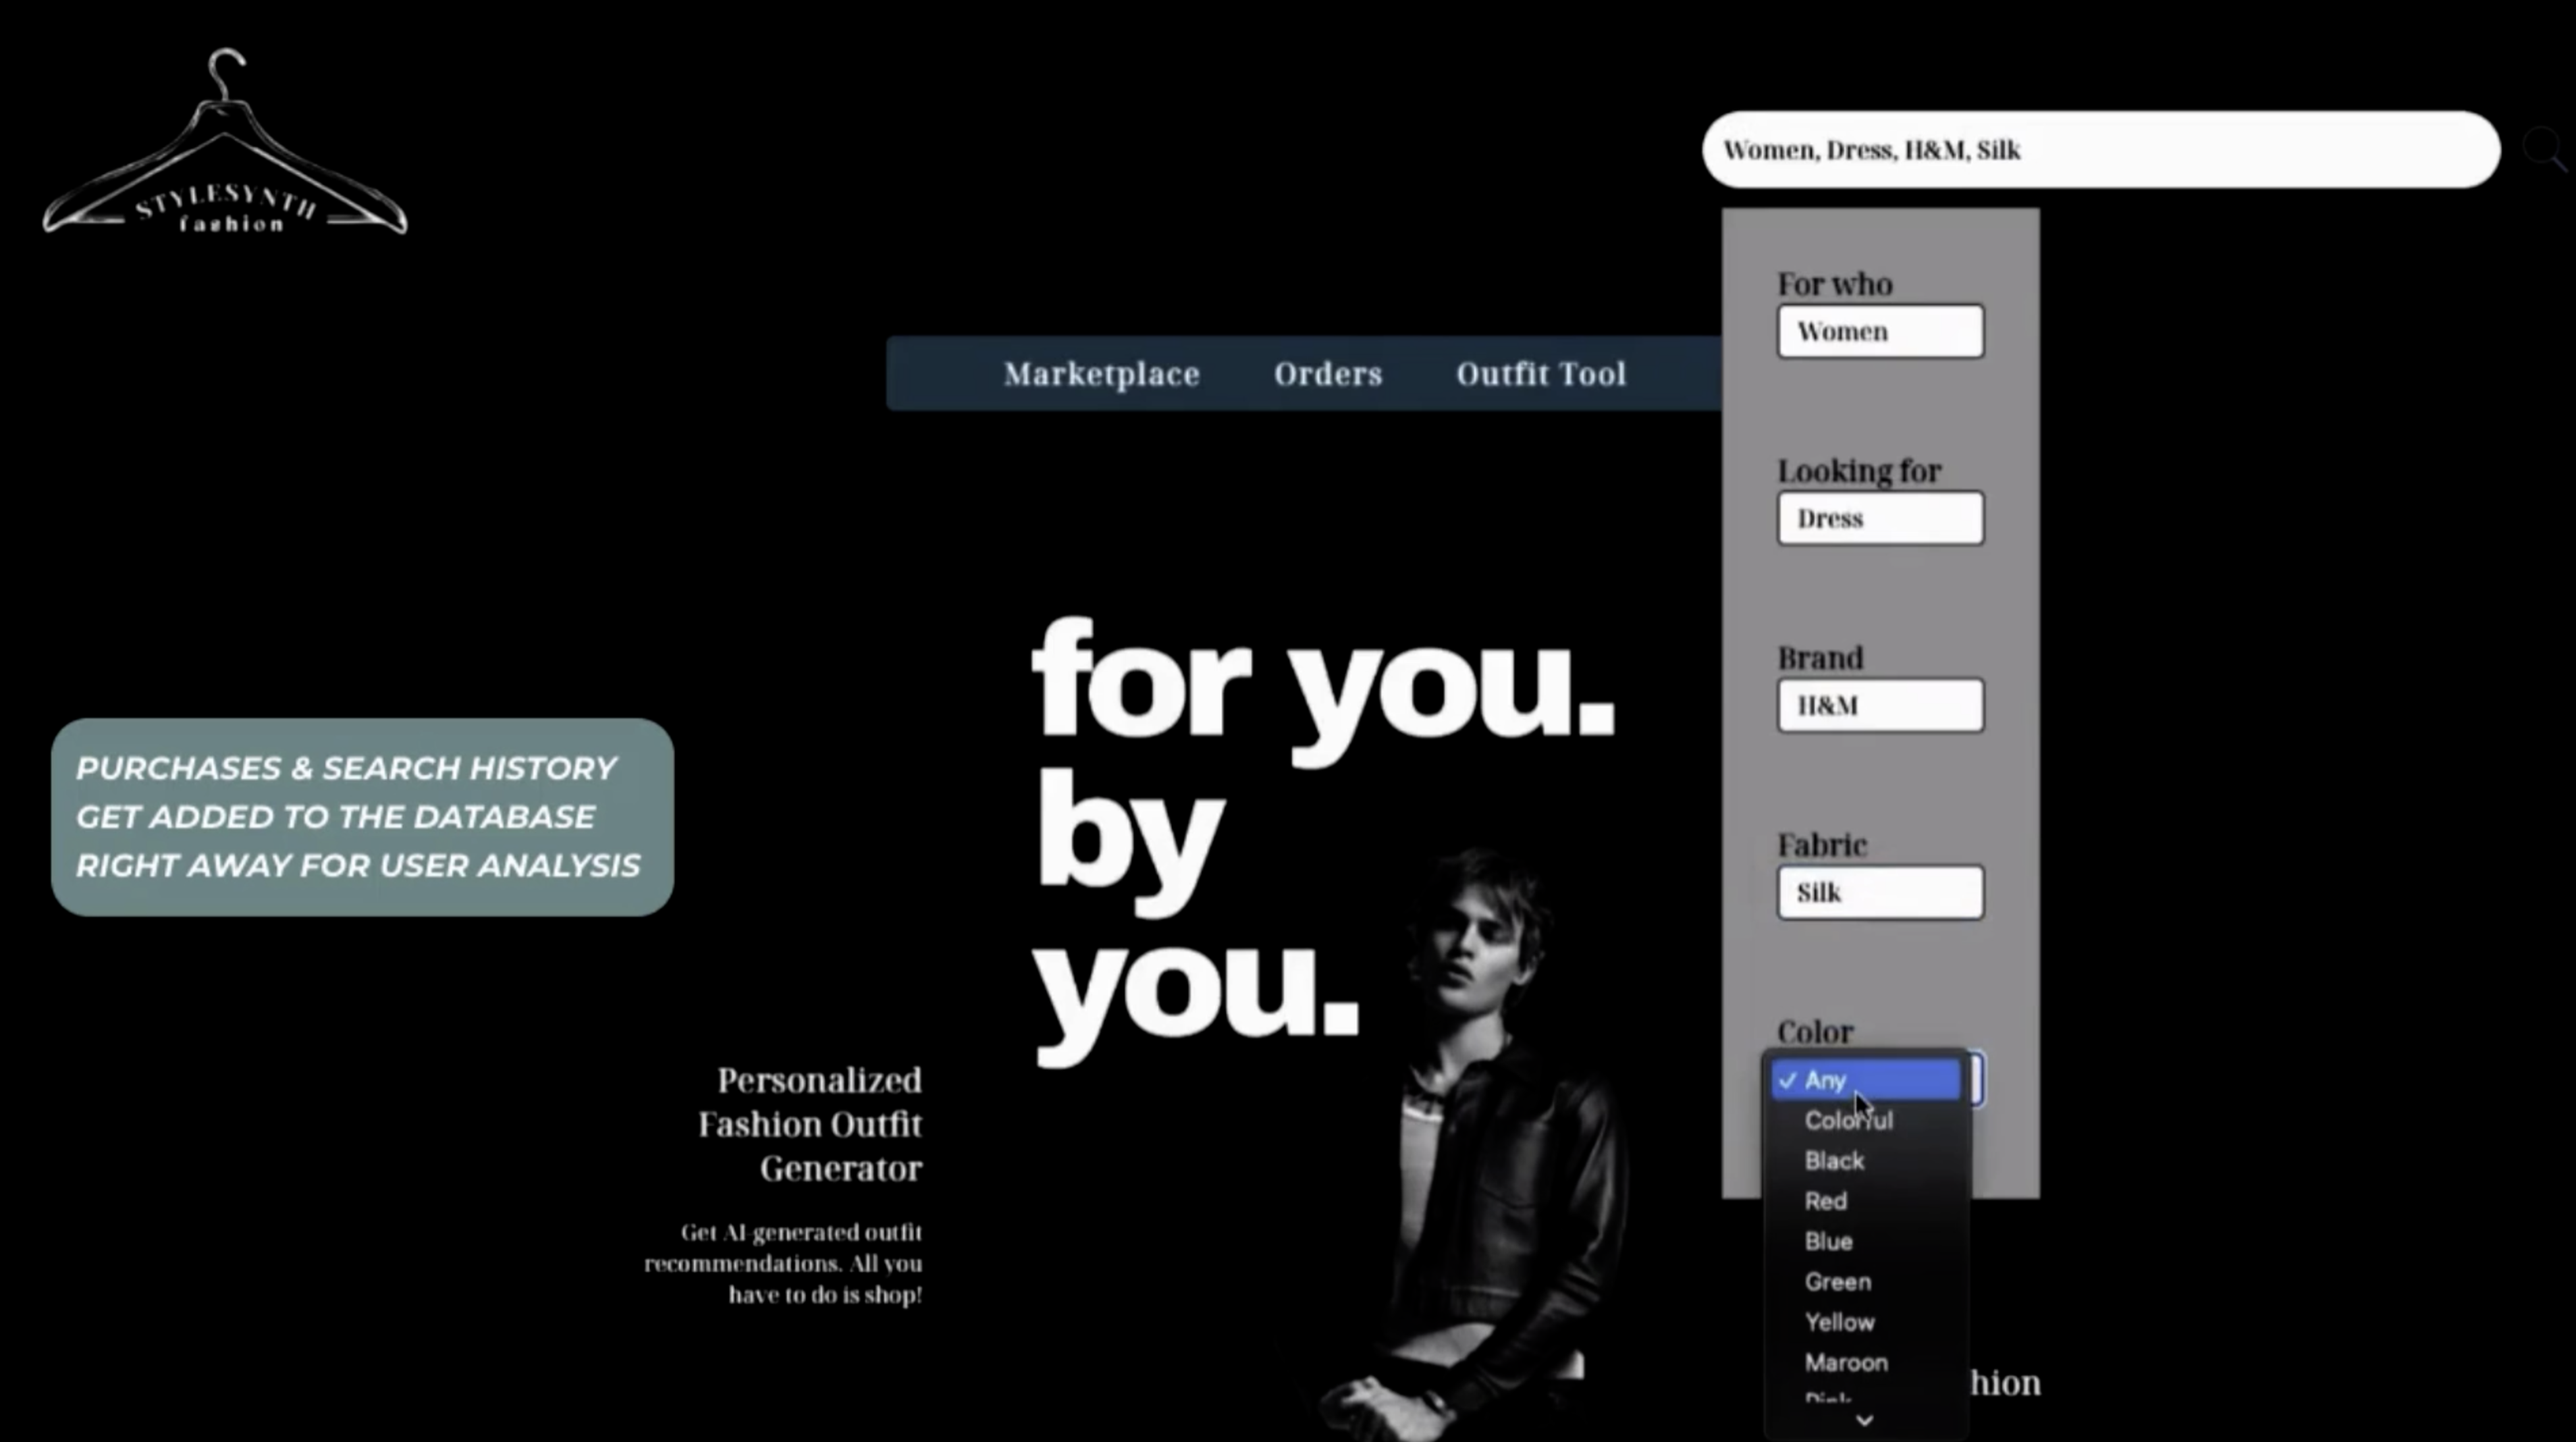 STYLESYNTH
fashion
Women, Dress, H&M, Silk
Marketplace Orders Outfit Tool
For who
Women
Looking for
Dress
Brand
H&M
Fabric
Silk
Color
✓ Any
Colorful
Black
Red
Blue
Green
Yellow
Maroon
Pink
for you.
by
you.
PURCHASES & SEARCH HISTORY
GET ADDED TO THE DATABASE
RIGHT AWAY FOR USER ANALYSIS
Personalized
Fashion Outfit
Generator
Get AI-generated outfit
recommendations. All you
have to do is shop!
hion